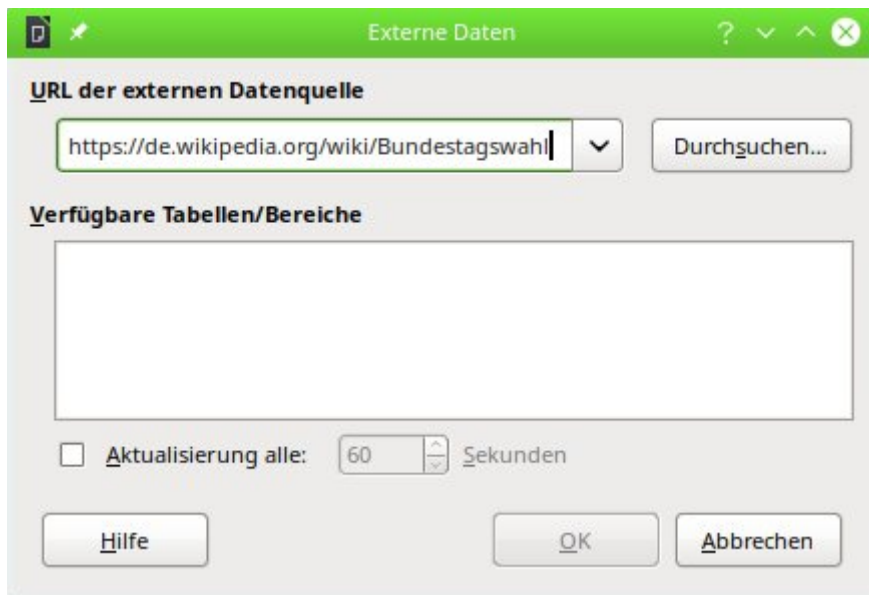 Externe Daten
URL der externen Datenquelle
https://de.wikipedia.org/wiki/Bundestagswahl
Durchsuchen...
Verfügbare Tabellen/Bereiche
Aktualisierung alle: 60 Sekunden
Hilfe OK Abbrechen